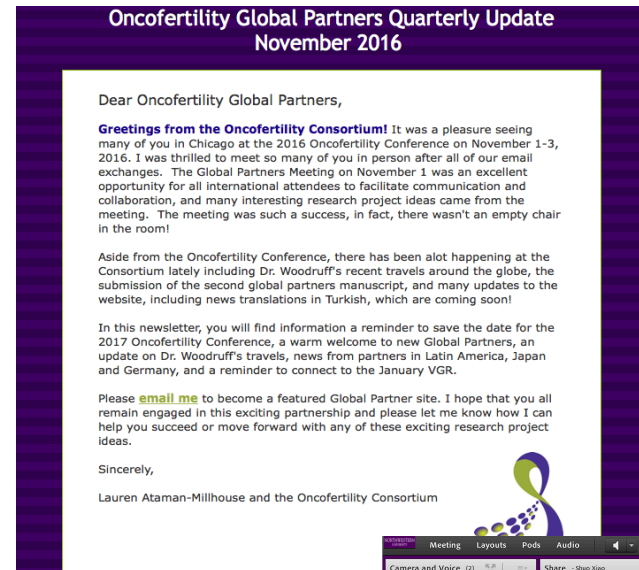 Oncofertility Global Partners Quarterly Update
November 2016
Dear Oncofertility Global Partners,
Greetings from the Oncofertility Consortium! It was a pleasure seeing
many of you in Chicago at the 2016 Oncofertility Conference on November 1-3,
2016. I was thrilled to meet so many of you in person after all of our email
exchanges.  The Global Partners Meeting on November 1 was an excellent
opportunity for all international attendees to facilitate communication and
collaboration, and many interesting research project ideas came from the
meeting.  The meeting was such a success, in fact, there wasn't an empty chair
in the room!
Aside from the Oncofertility Conference, there has been alot happening at the
Consortium lately including Dr. Woodruff's recent travels around the globe, the
submission of the second global partners manuscript, and many updates to the
website, including news translations in Turkish, which are coming soon!
In this newsletter, you will find information a reminder to save the date for the
2017 Oncofertility Conference, a warm welcome to new Global Partners, an
update on Dr. Woodruff's travels, news from partners in Latin America, Japan
and Germany, and a reminder to connect to the January VGR.
Please email me to become a featured Global Partner site. I hope that you all
remain engaged in this exciting partnership and please let me know how I can
help you succeed or move forward with any of these exciting research project
ideas.
Sincerely,
Lauren Ataman-Millhouse and the Oncofertility Consortium
NORTHWESTERN
UNIVERSITY
Meeting Layouts Pods Audio
Camera and Voice (2) Share - Shuo Xiao